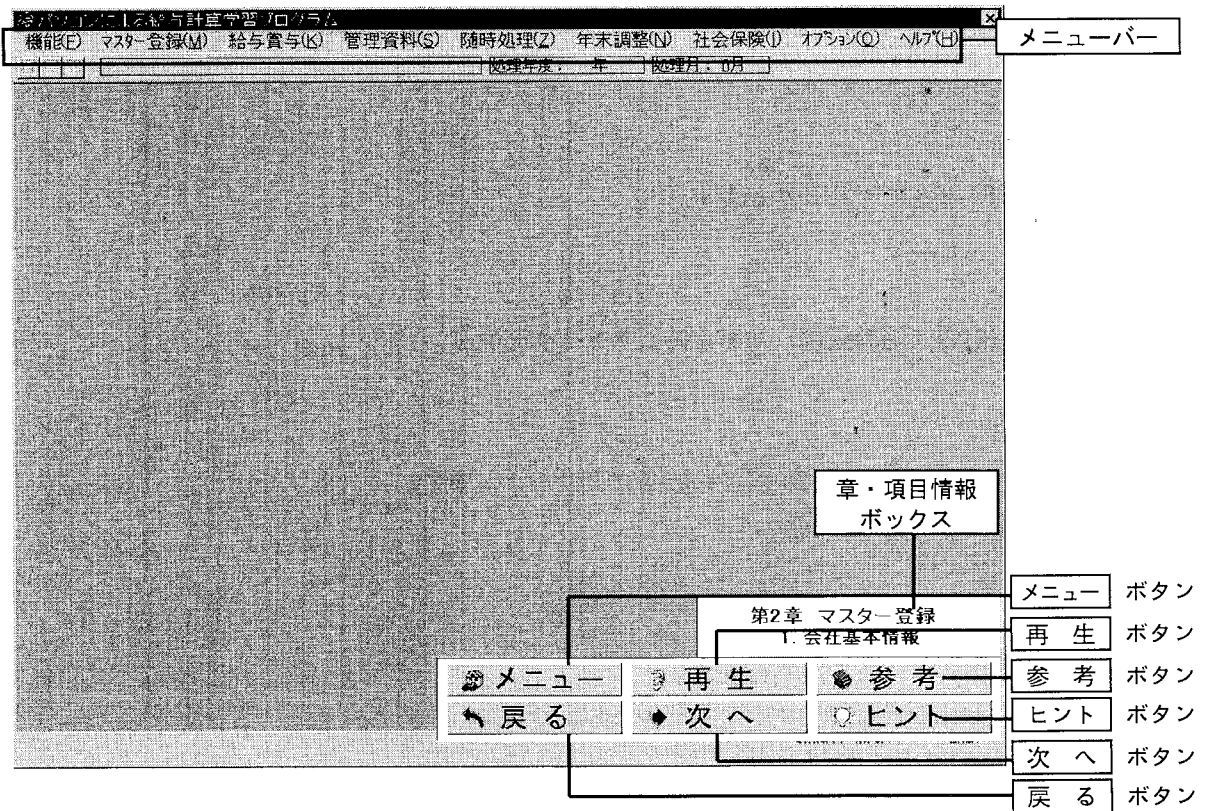 パソコンによる給与計算学習プログラム
機能(F) マスター登録(M) 給与賞与(K) 管理資料(S) 随時処理(Z) 年末調整(N) 社会保険(I) オプション(O) ヘルプ(H)
メニューバー
処理年度: 年 処理月: 0月
章・項目情報
ボックス
第2章 マスター登録
1. 会社基本情報
メニュー 再生 参考
戻る 次へ ヒント
メニュー ボタン
再 生 ボタン
参 考 ボタン
ヒント ボタン
次 へ ボタン
戻 る ボタン